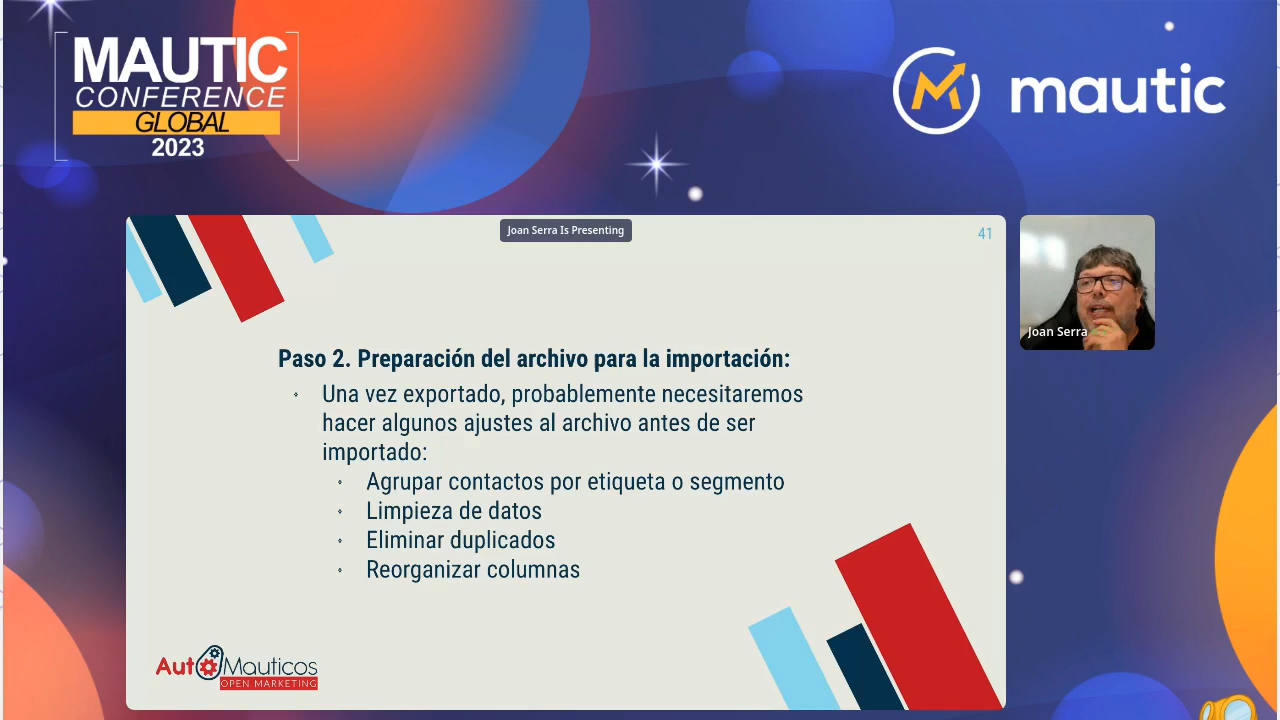 MAUTIC
CONFERENCE
GLOBAL
2023
mautic
Joan Serra Is Presenting
41
Paso 2. Preparación del archivo para la importación:
Una vez exportado, probablemente necesitaremos
hacer algunos ajustes al archivo antes de ser
importado:
Agrupar contactos por etiqueta o segmento
Limpieza de datos
Eliminar duplicados
Reorganizar columnas
Joan Serra
AutoMauticos
OPEN MARKETING